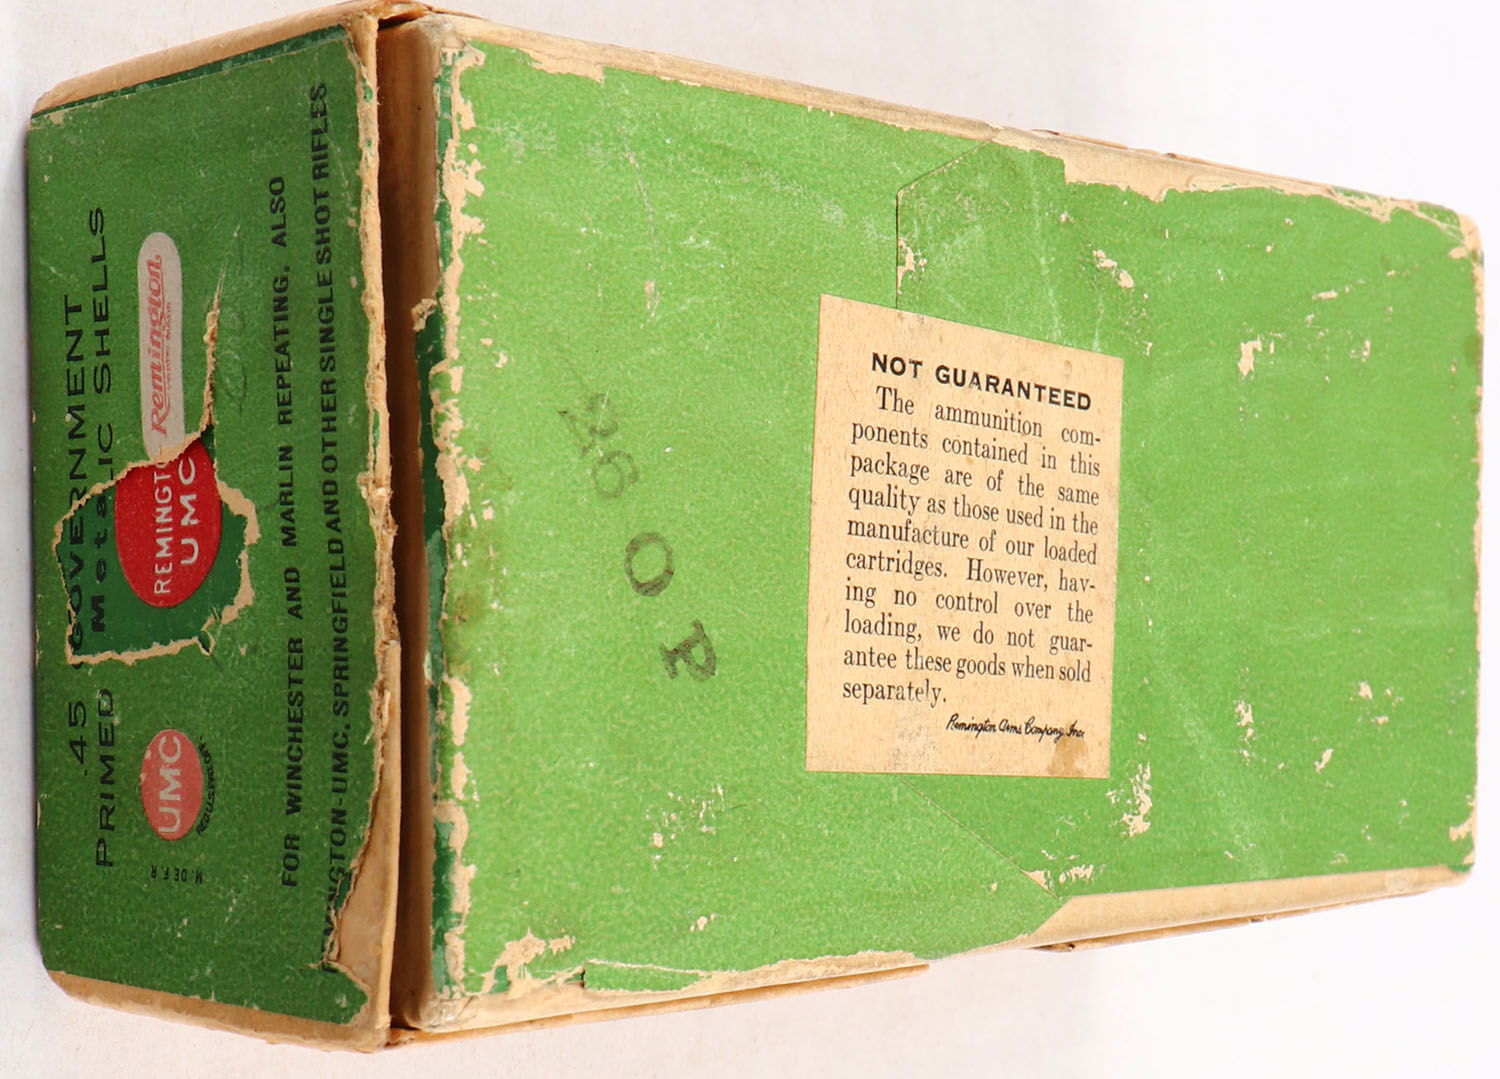 .45 GOVERNMENT
PRIMED Metallic SHELLS
M. DE F. R
UMC
REMINGTO
UMC
Remington
FOR WINCHESTER AND MARLIN REPEATING, ALSO
NGTON-UMC, SPRINGFIELD AND OTHER SINGLE SHOT RIFLES
26 O P
NOT GUARANTEED
The ammunition com-
ponents contained in this
package are of the same
quality as those used in the
manufacture of our loaded
cartridges. However, hav-
ing no control over the
loading, we do not guar-
antee these goods when sold
separately.
Remington Arms Company, Inc.